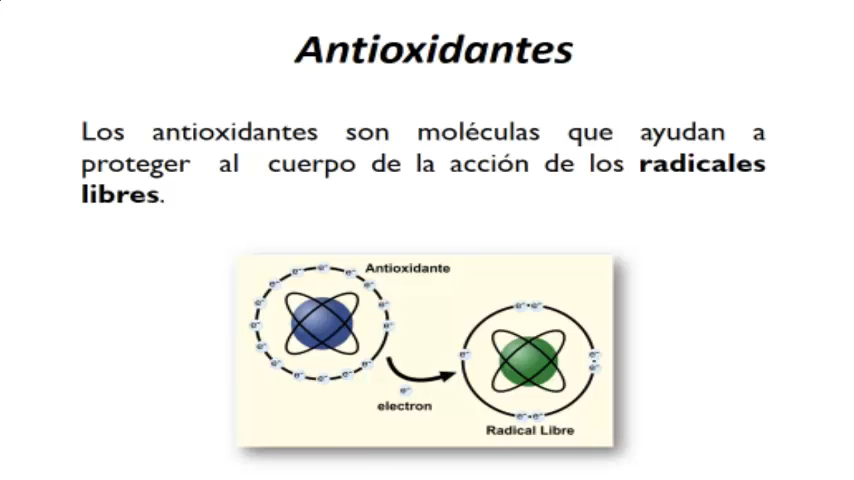 Antioxidantes
Los antioxidantes son moléculas que ayudan a
proteger al cuerpo de la acción de los radicales
libres.
Antioxidante
e⁻ e⁻ e⁻ e⁻ e⁻ e⁻ e⁻ e⁻ e⁻ e⁻ e⁻ e⁻ e⁻ e⁻
e⁻
electron
e⁻ e⁻ e⁻ e⁻ e⁻ e⁻ e⁻
Radical Libre